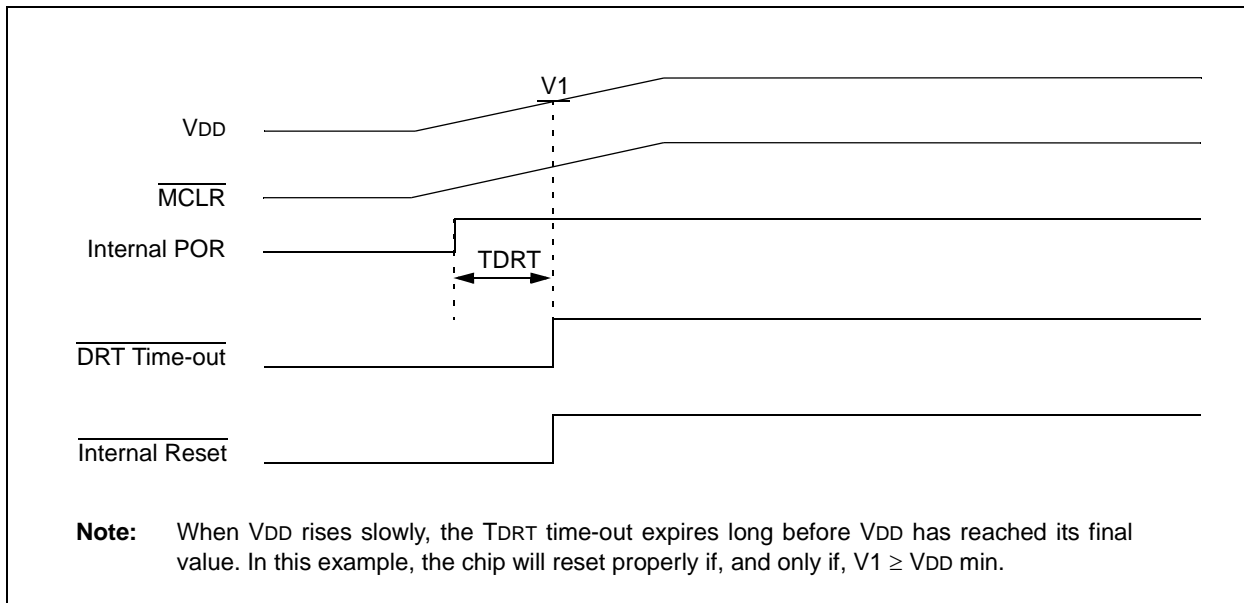 V1
VDD
MCLR
Internal POR
TDRT
DRT Time-out
Internal Reset
Note: When VDD rises slowly, the TDRT time-out expires long before VDD has reached its final
value. In this example, the chip will reset properly if, and only if, V1 ≥ VDD min.